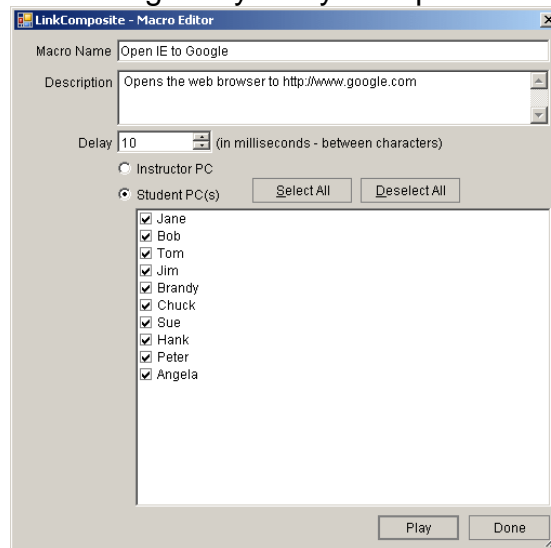 LinkComposite - Macro Editor
Macro Name Open IE to Google
Description Opens the web browser to http://www.google.com
Delay 10 (in milliseconds - between characters)
Instructor PC
Student PC(s) Select All Deselect All
Jane
Bob
Tom
Jim
Brandy
Chuck
Sue
Hank
Peter
Angela
Play Done